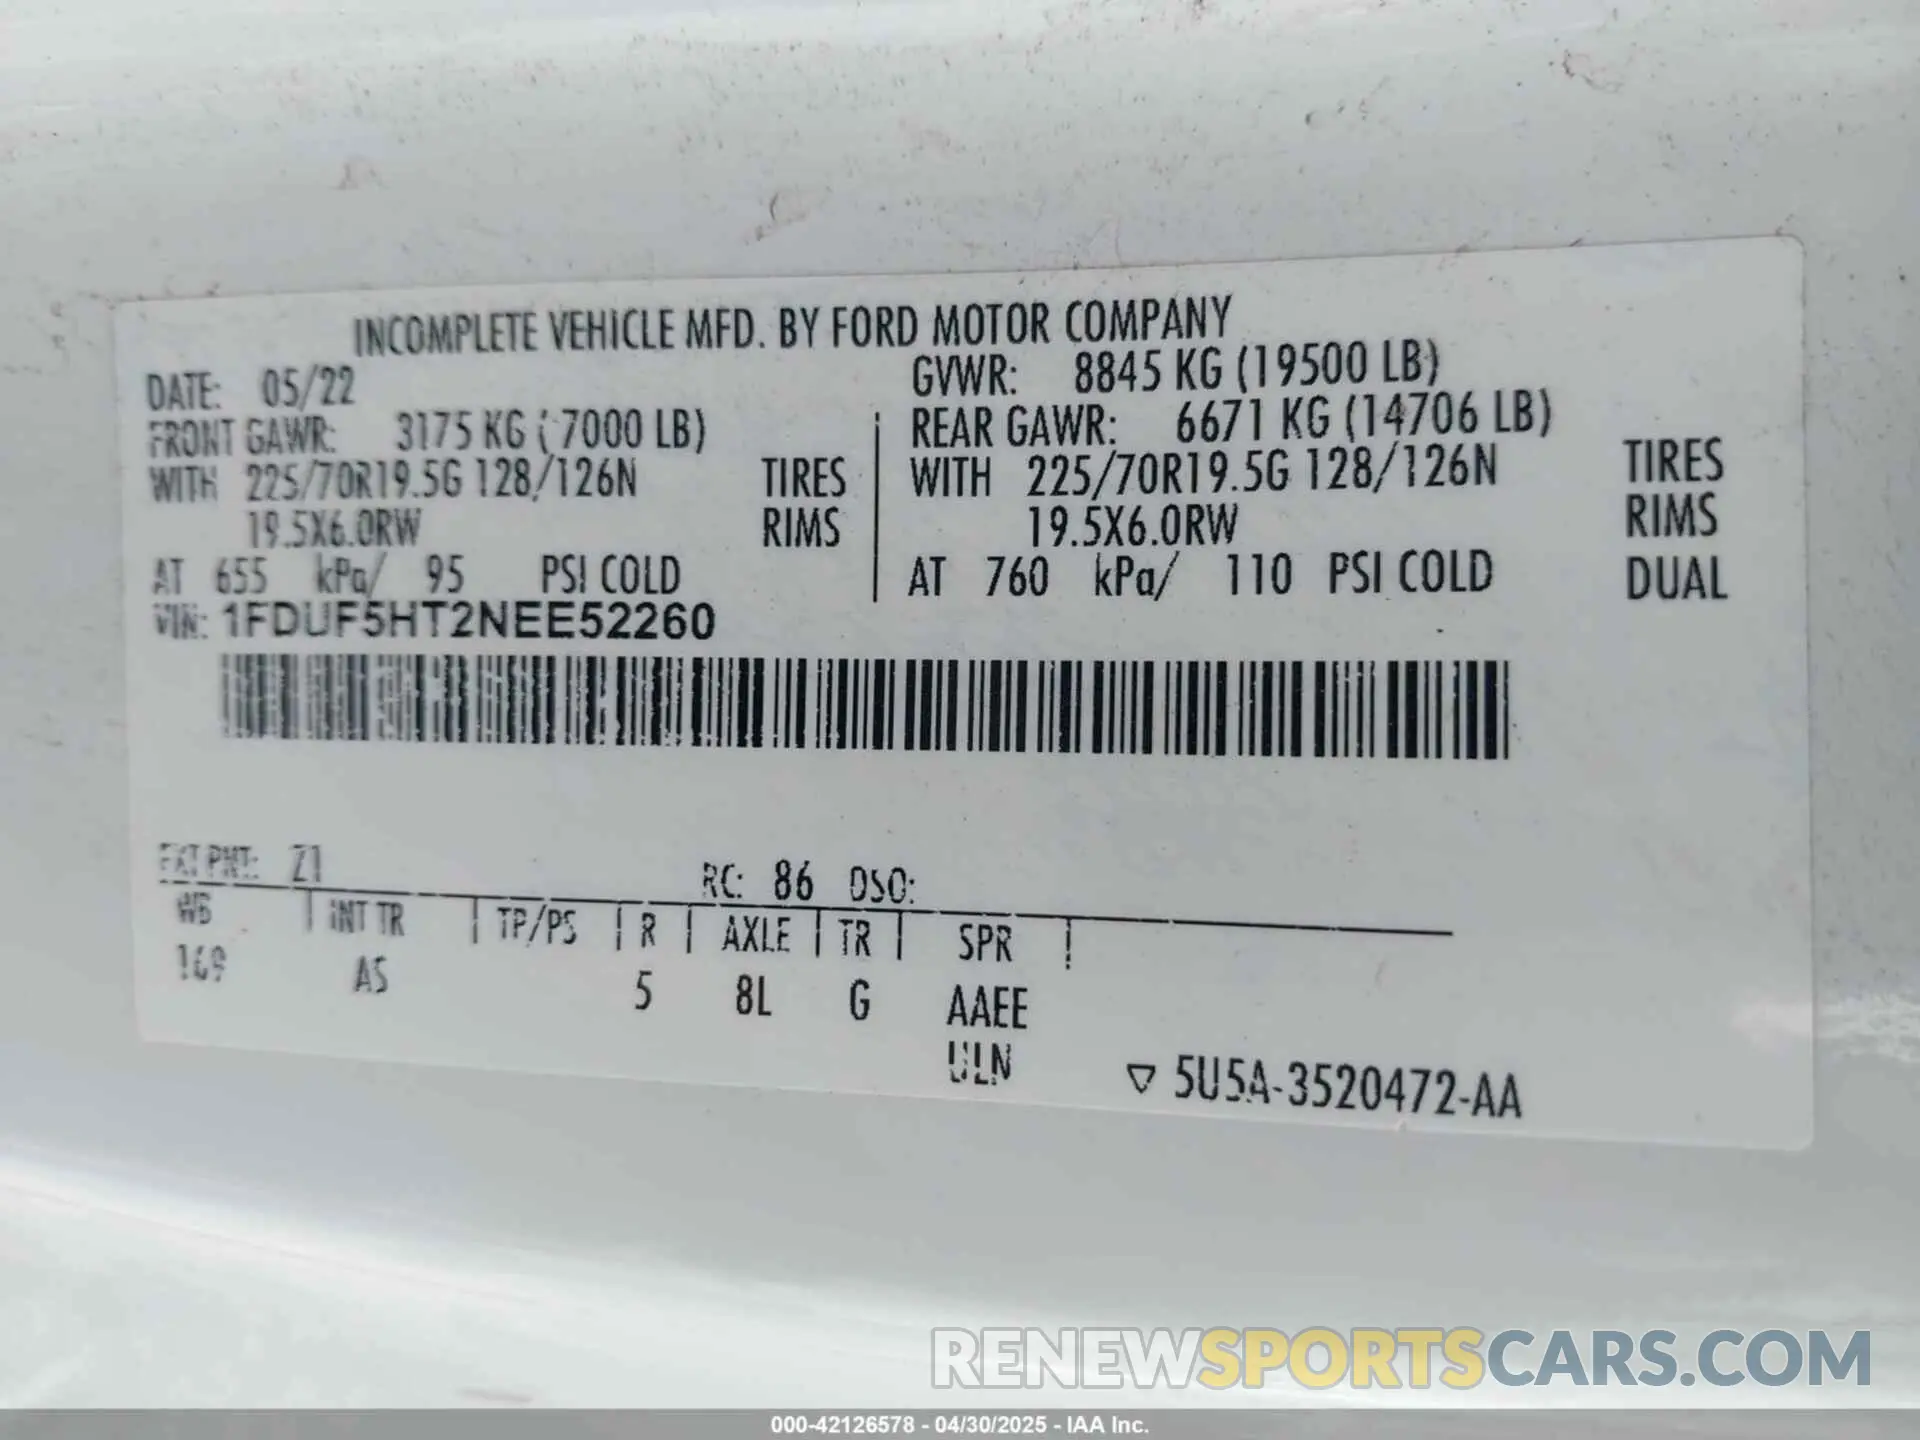 INCOMPLETE VEHICLE MFD. BY FORD MOTOR COMPANY
DATE: 05/22 GVWR: 8845 KG (19500 LB)
FRONT GAWR: 3175 KG ( 7000 LB) REAR GAWR: 6671 KG (14706 LB)
WITH 225/70R19.5G 128/126N TIRES WITH 225/70R19.5G 128/126N TIRES
19.5X6.0RW RIMS 19.5X6.0RW RIMS
AT 655 kPa/ 95 PSI COLD AT 760 kPa/ 110 PSI COLD DUAL
VIN: 1FDUF5HT2NEE52260
EXT PNT: Z1 RC: 86 DSO:
WB INT TR TP/PS R AXLE TR SPR
169 AS 5 8L G AAEE
ULN
▽ 5U5A-3520472-AA
RENEWSPORTSCARS.COM
000-42126578 - 04/30/2025 - IAA Inc.